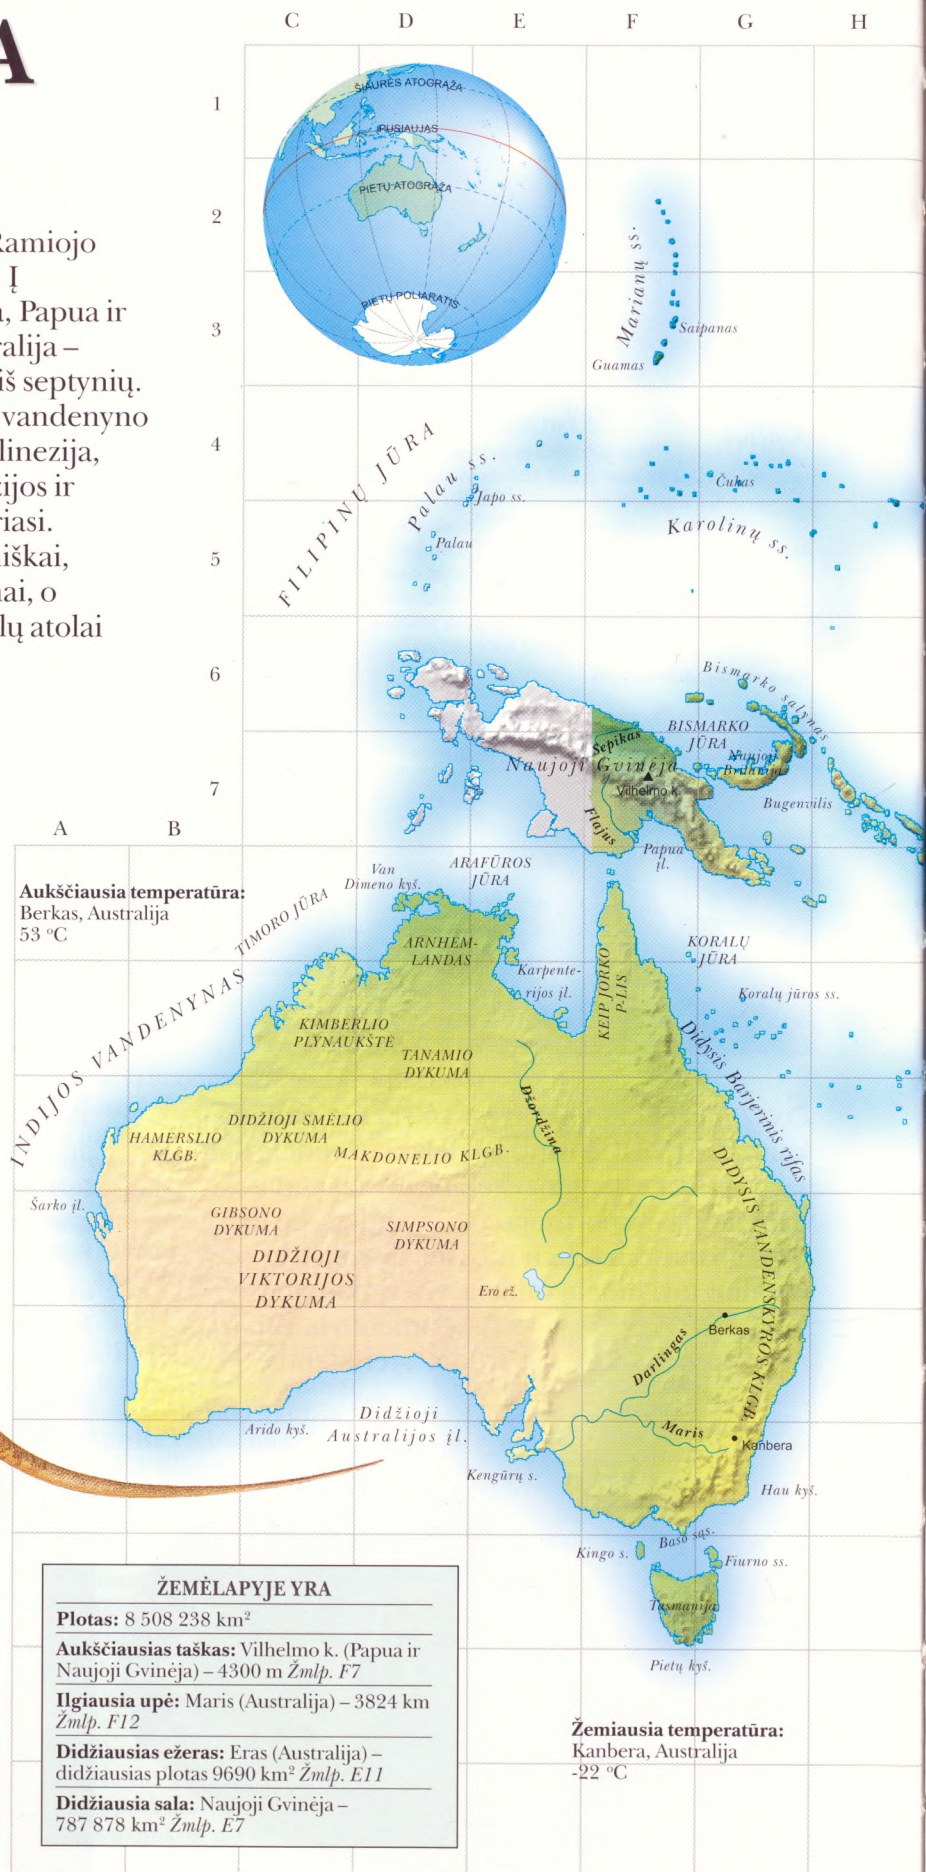 A
C D E F G H
1
2
3
4
5
6
7
A B
ŠIAURĖS ATOGRĄŽA
PUSIAUJAS
PIETŲ ATOGRĄŽA
PIETŲ POLIARATIS
Ramiojo
Į
, Papua ir
ralija –
iš septynių.
vandenyno
linezija,
zijos ir
riasi.
iškai,
nai, o
lų atolai
Marianų ss.
Saipanas
Guamas
FILIPINŲ JŪRA
Palau ss.
Japo ss.
Palau
Čukas
Karolinų ss.
Bismarko salynas
BISMARKO
JŪRA
Sepikas
Naujoji Gvinėja
Naujoji
Britanija
Vilhelmo k.
Bugenvilis
Flajus
Papua
įl.
Aukščiausia temperatūra:
Berkas, Australija
53 ºC
Van
Dimeno kyš.
ARAFŪROS
JŪRA
TIMORO JŪRA
INDIJOS VANDENYNAS
ARNHEM-
LANDAS
Karpente-
rijos įl.
KEIP JORKO
P-LIS
KORALŲ
JŪRA
Koralų jūros ss.
Didysis Barjerinis rifas
KIMBERLIO
PLYNAUKŠTĖ
TANAMIO
DYKUMA
Džordžina
DIDŽIOJI SMĖLIO
DYKUMA
HAMERSLIO
KLGB.
MAKDONELIO KLGB.
DIDYSIS VANDENSKYROS KLGB.
Šarko įl.
GIBSONO
DYKUMA
SIMPSONO
DYKUMA
DIDŽIOJI
VIKTORIJOS
DYKUMA
Ero ež.
Berkas
Darlingas
Maris
Kanbera
Arido kyš.
Didžioji
Australijos įl.
Kengūrų s.
Hau kyš.
Baso sąs.
Kingo s.
Fiurno ss.
Tasmanija
Pietų kyš.
ŽEMĖLAPYJE YRA
Plotas: 8 508 238 km²
Aukščiausias taškas: Vilhelmo k. (Papua ir
Naujoji Gvinėja) – 4300 m Žmlp. F7
Ilgiausia upė: Maris (Australija) – 3824 km
Žmlp. F12
Didžiausias ežeras: Eras (Australija) –
didžiausias plotas 9690 km² Žmlp. E11
Didžiausia sala: Naujoji Gvinėja –
787 878 km² Žmlp. E7
Žemiausia temperatūra:
Kanbera, Australija
-22 ºC